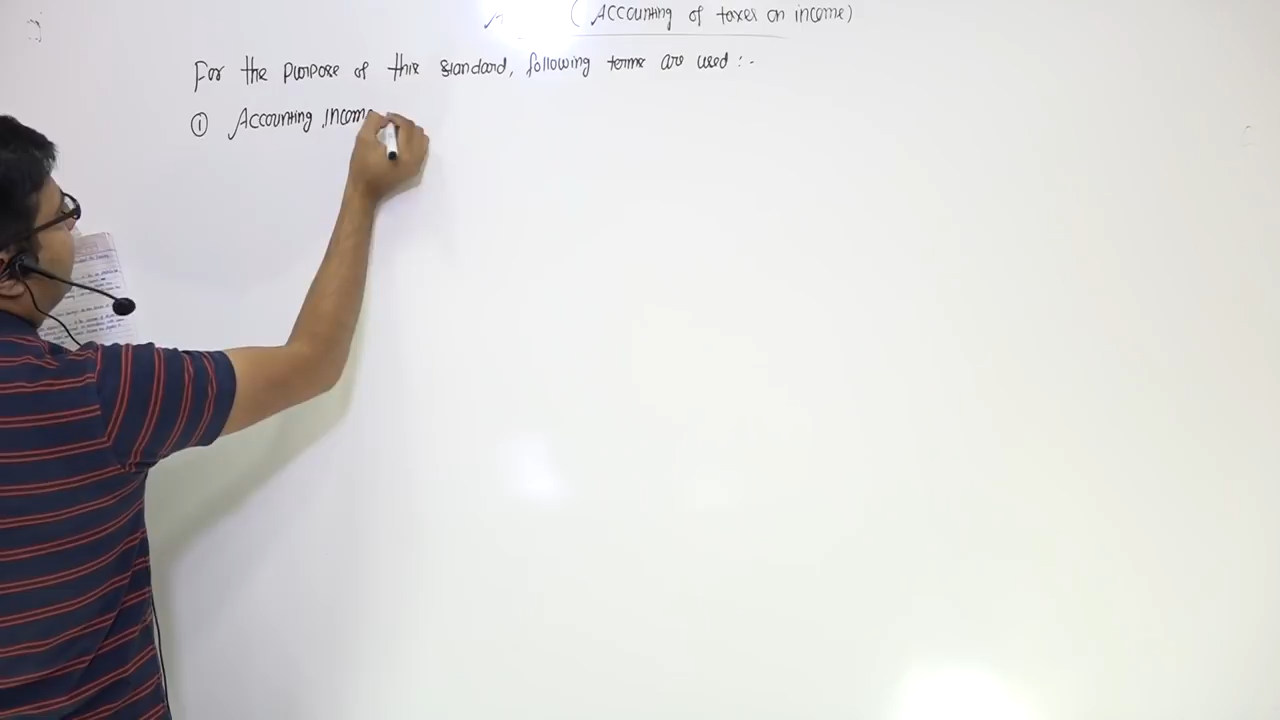 (Accounting of taxes on income)
For the purpose of this standard, following terms are used :-
① Accounting Income